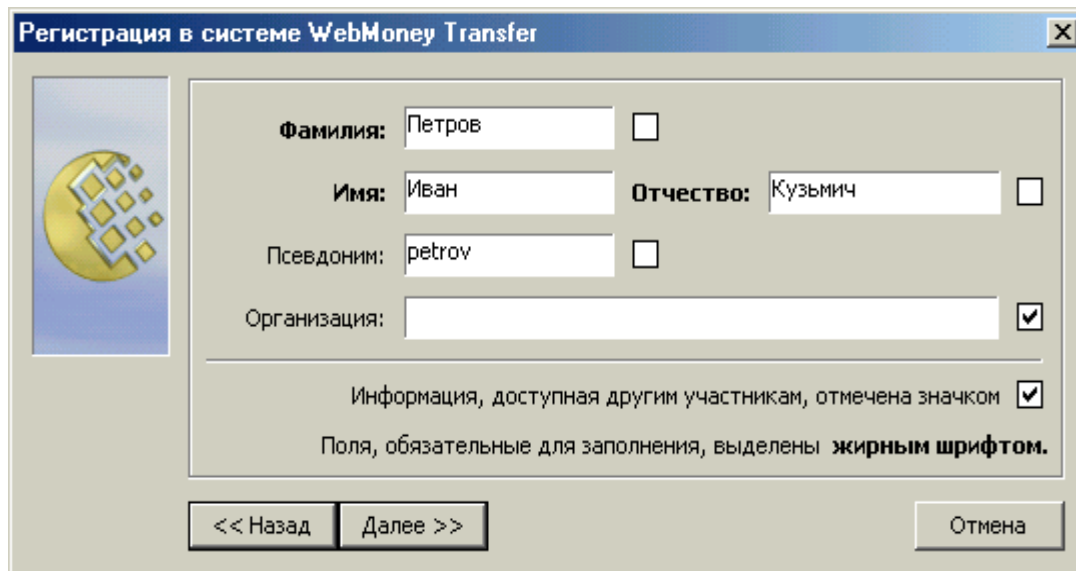 Регистрация в системе WebMoney Transfer
Фамилия: Петров
Имя: Иван Отчество: Кузьмич
Псевдоним: petrov
Организация:
Информация, доступная другим участникам, отмечена значком
Поля, обязательные для заполнения, выделены жирным шрифтом.
<< Назад Далее >> Отмена